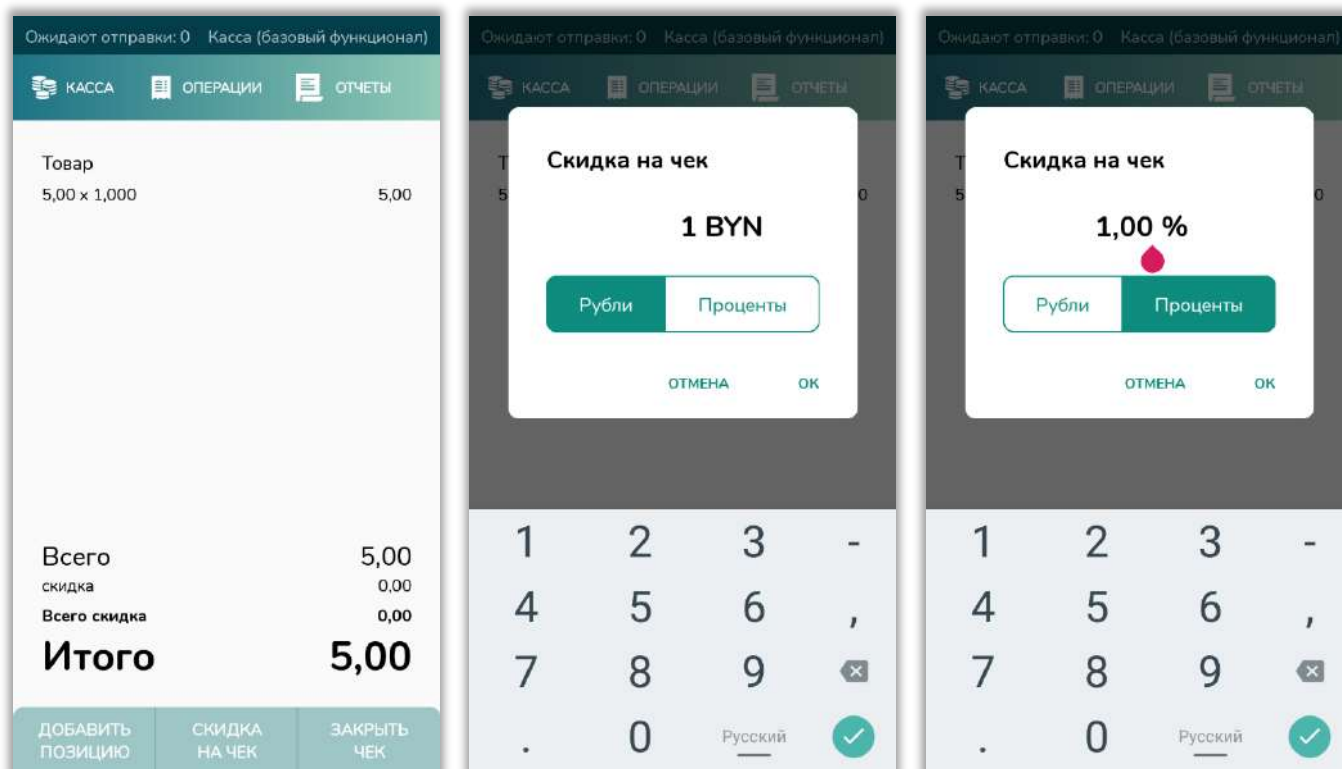 Ожидают отправки: 0 Касса (базовый функционал)
КАССА ОПЕРАЦИИ ОТЧЕТЫ
Товар
5,00 x 1,000 5,00
Всего 5,00
скидка 0,00
Всего скидка 0,00
Итого 5,00
ДОБАВИТЬ ПОЗИЦИЮ
СКИДКА НА ЧЕК
ЗАКРЫТЬ ЧЕК
Ожидают отправки: 0 Касса (базовый функционал)
КАССА ОПЕРАЦИИ ОТЧЕТЫ
Т
5 0
Скидка на чек
1 BYN
Рубли Проценты
ОТМЕНА ОК
1 2 3 -
4 5 6 ,
7 8 9
. 0 Русский
Ожидают отправки: 0 Касса (базовый функционал)
КАССА ОПЕРАЦИИ ОТЧЕТЫ
Т
5 0
Скидка на чек
1,00 %
Рубли Проценты
ОТМЕНА ОК
1 2 3 -
4 5 6 ,
7 8 9
. 0 Русский